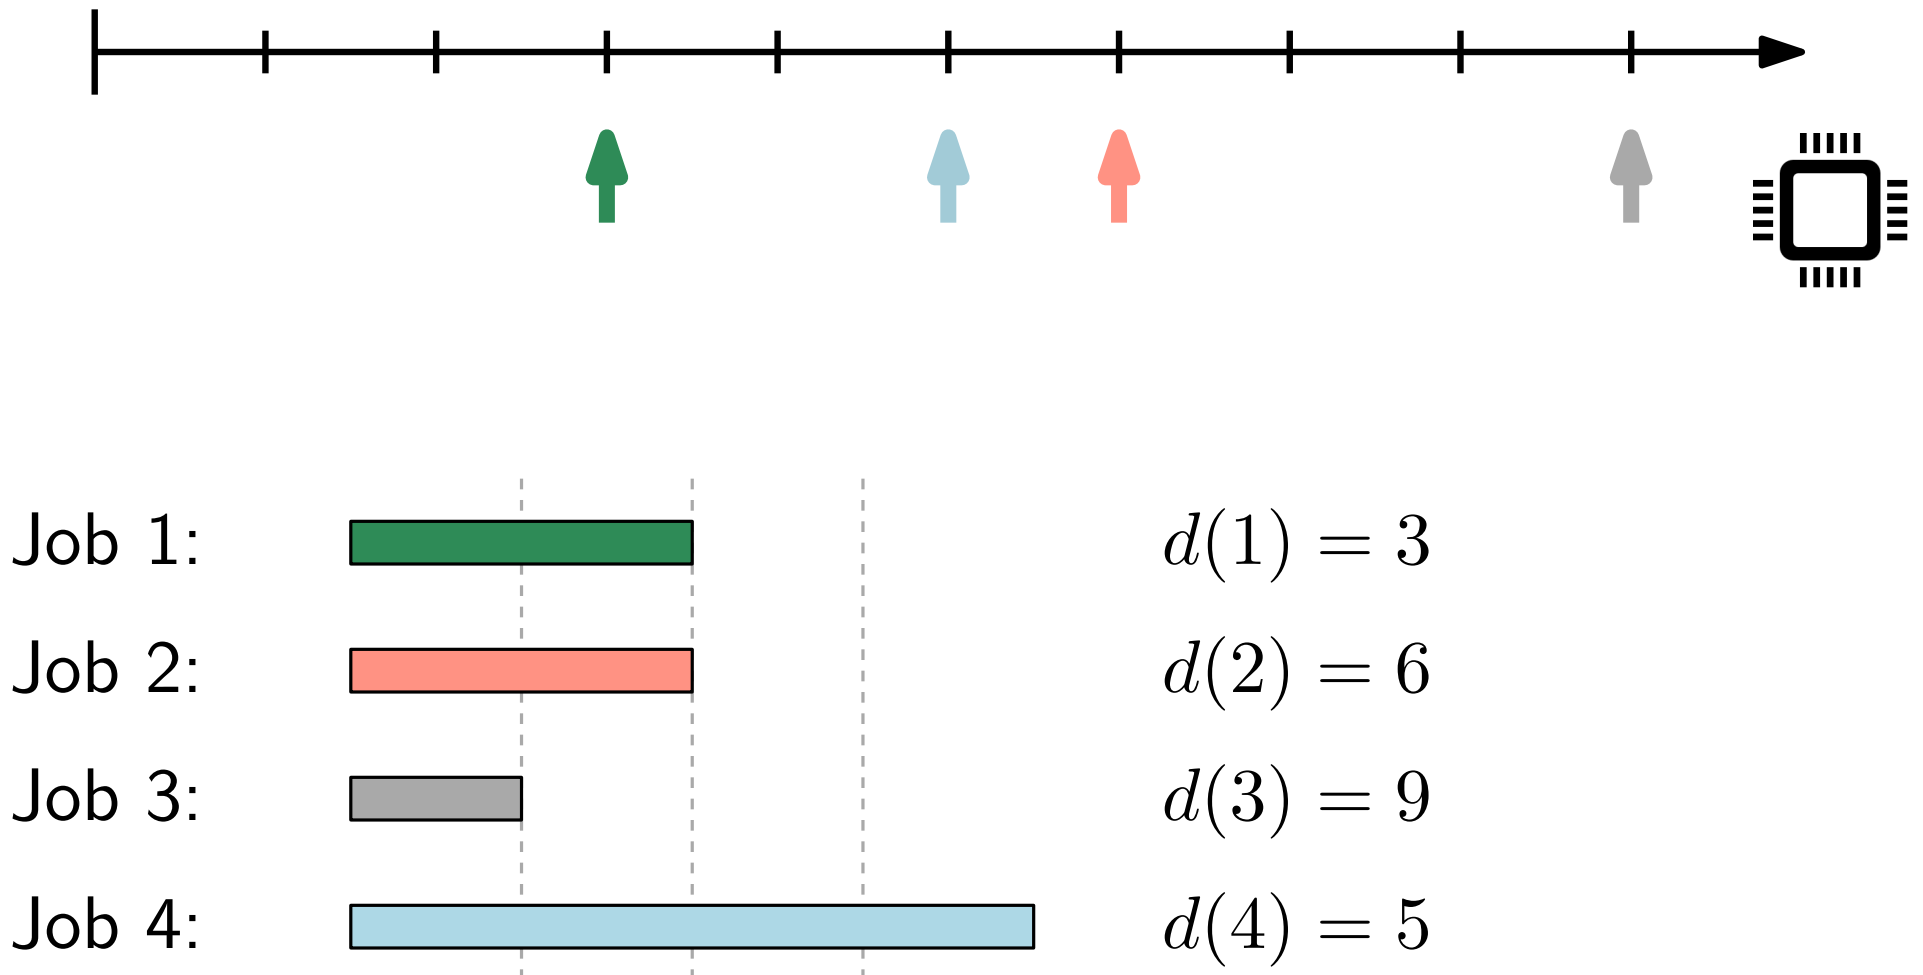 Job 1: d(1) = 3
Job 2: d(2) = 6
Job 3: d(3) = 9
Job 4: d(4) = 5